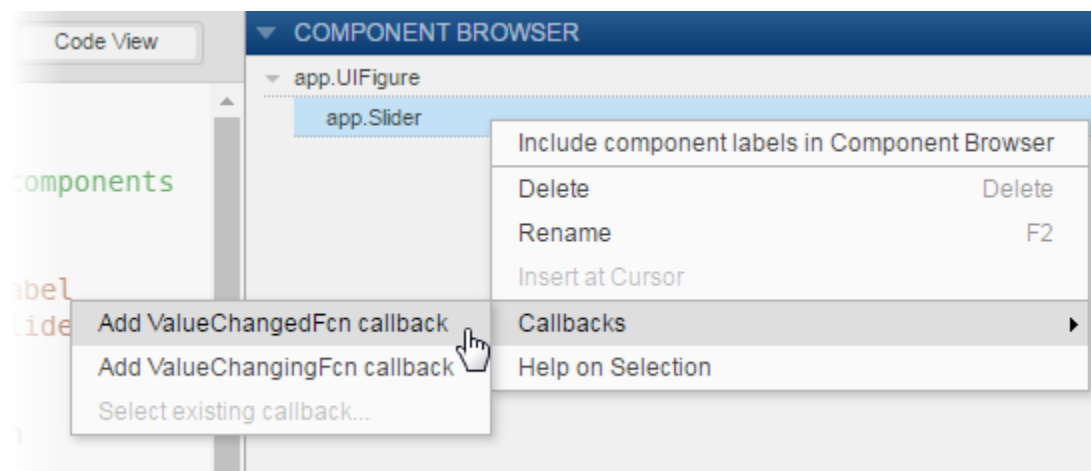 Code View
COMPONENT BROWSER
app.UIFigure
app.Slider
Include component labels in Component Browser
Delete Delete
Rename F2
Insert at Cursor
Callbacks
Help on Selection
Add ValueChangedFcn callback
Add ValueChangingFcn callback
Select existing callback...
omponents
abel
lide